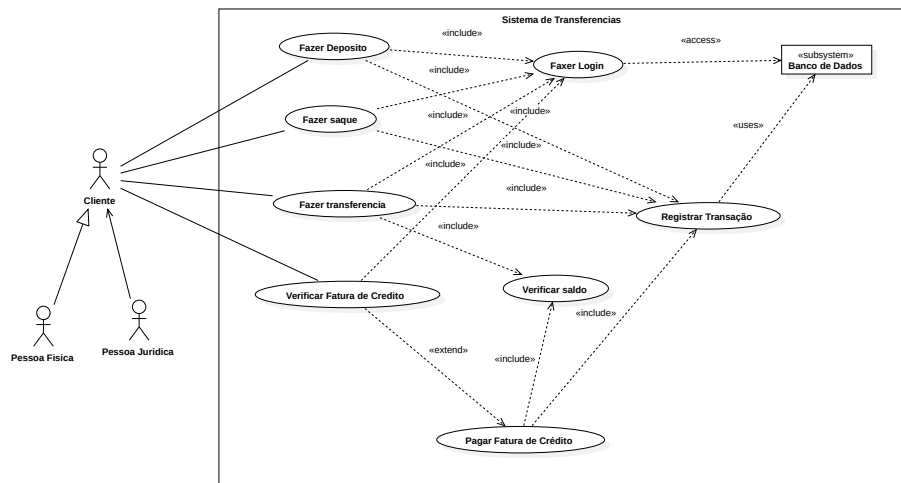 Sistema de Transferencias
Fazer Deposito
«include»
Faxer Login
«access»
«subsystem»
Banco de Dados
«include»
Fazer saque
«include»
«include»
«uses»
«include»
Cliente
Fazer transferencia
«include»
Registrar Transação
«include»
Verificar Fatura de Credito
Verificar saldo
«include»
Pessoa Fisica
Pessoa Juridica
«extend»
«include»
Pagar Fatura de Crédito